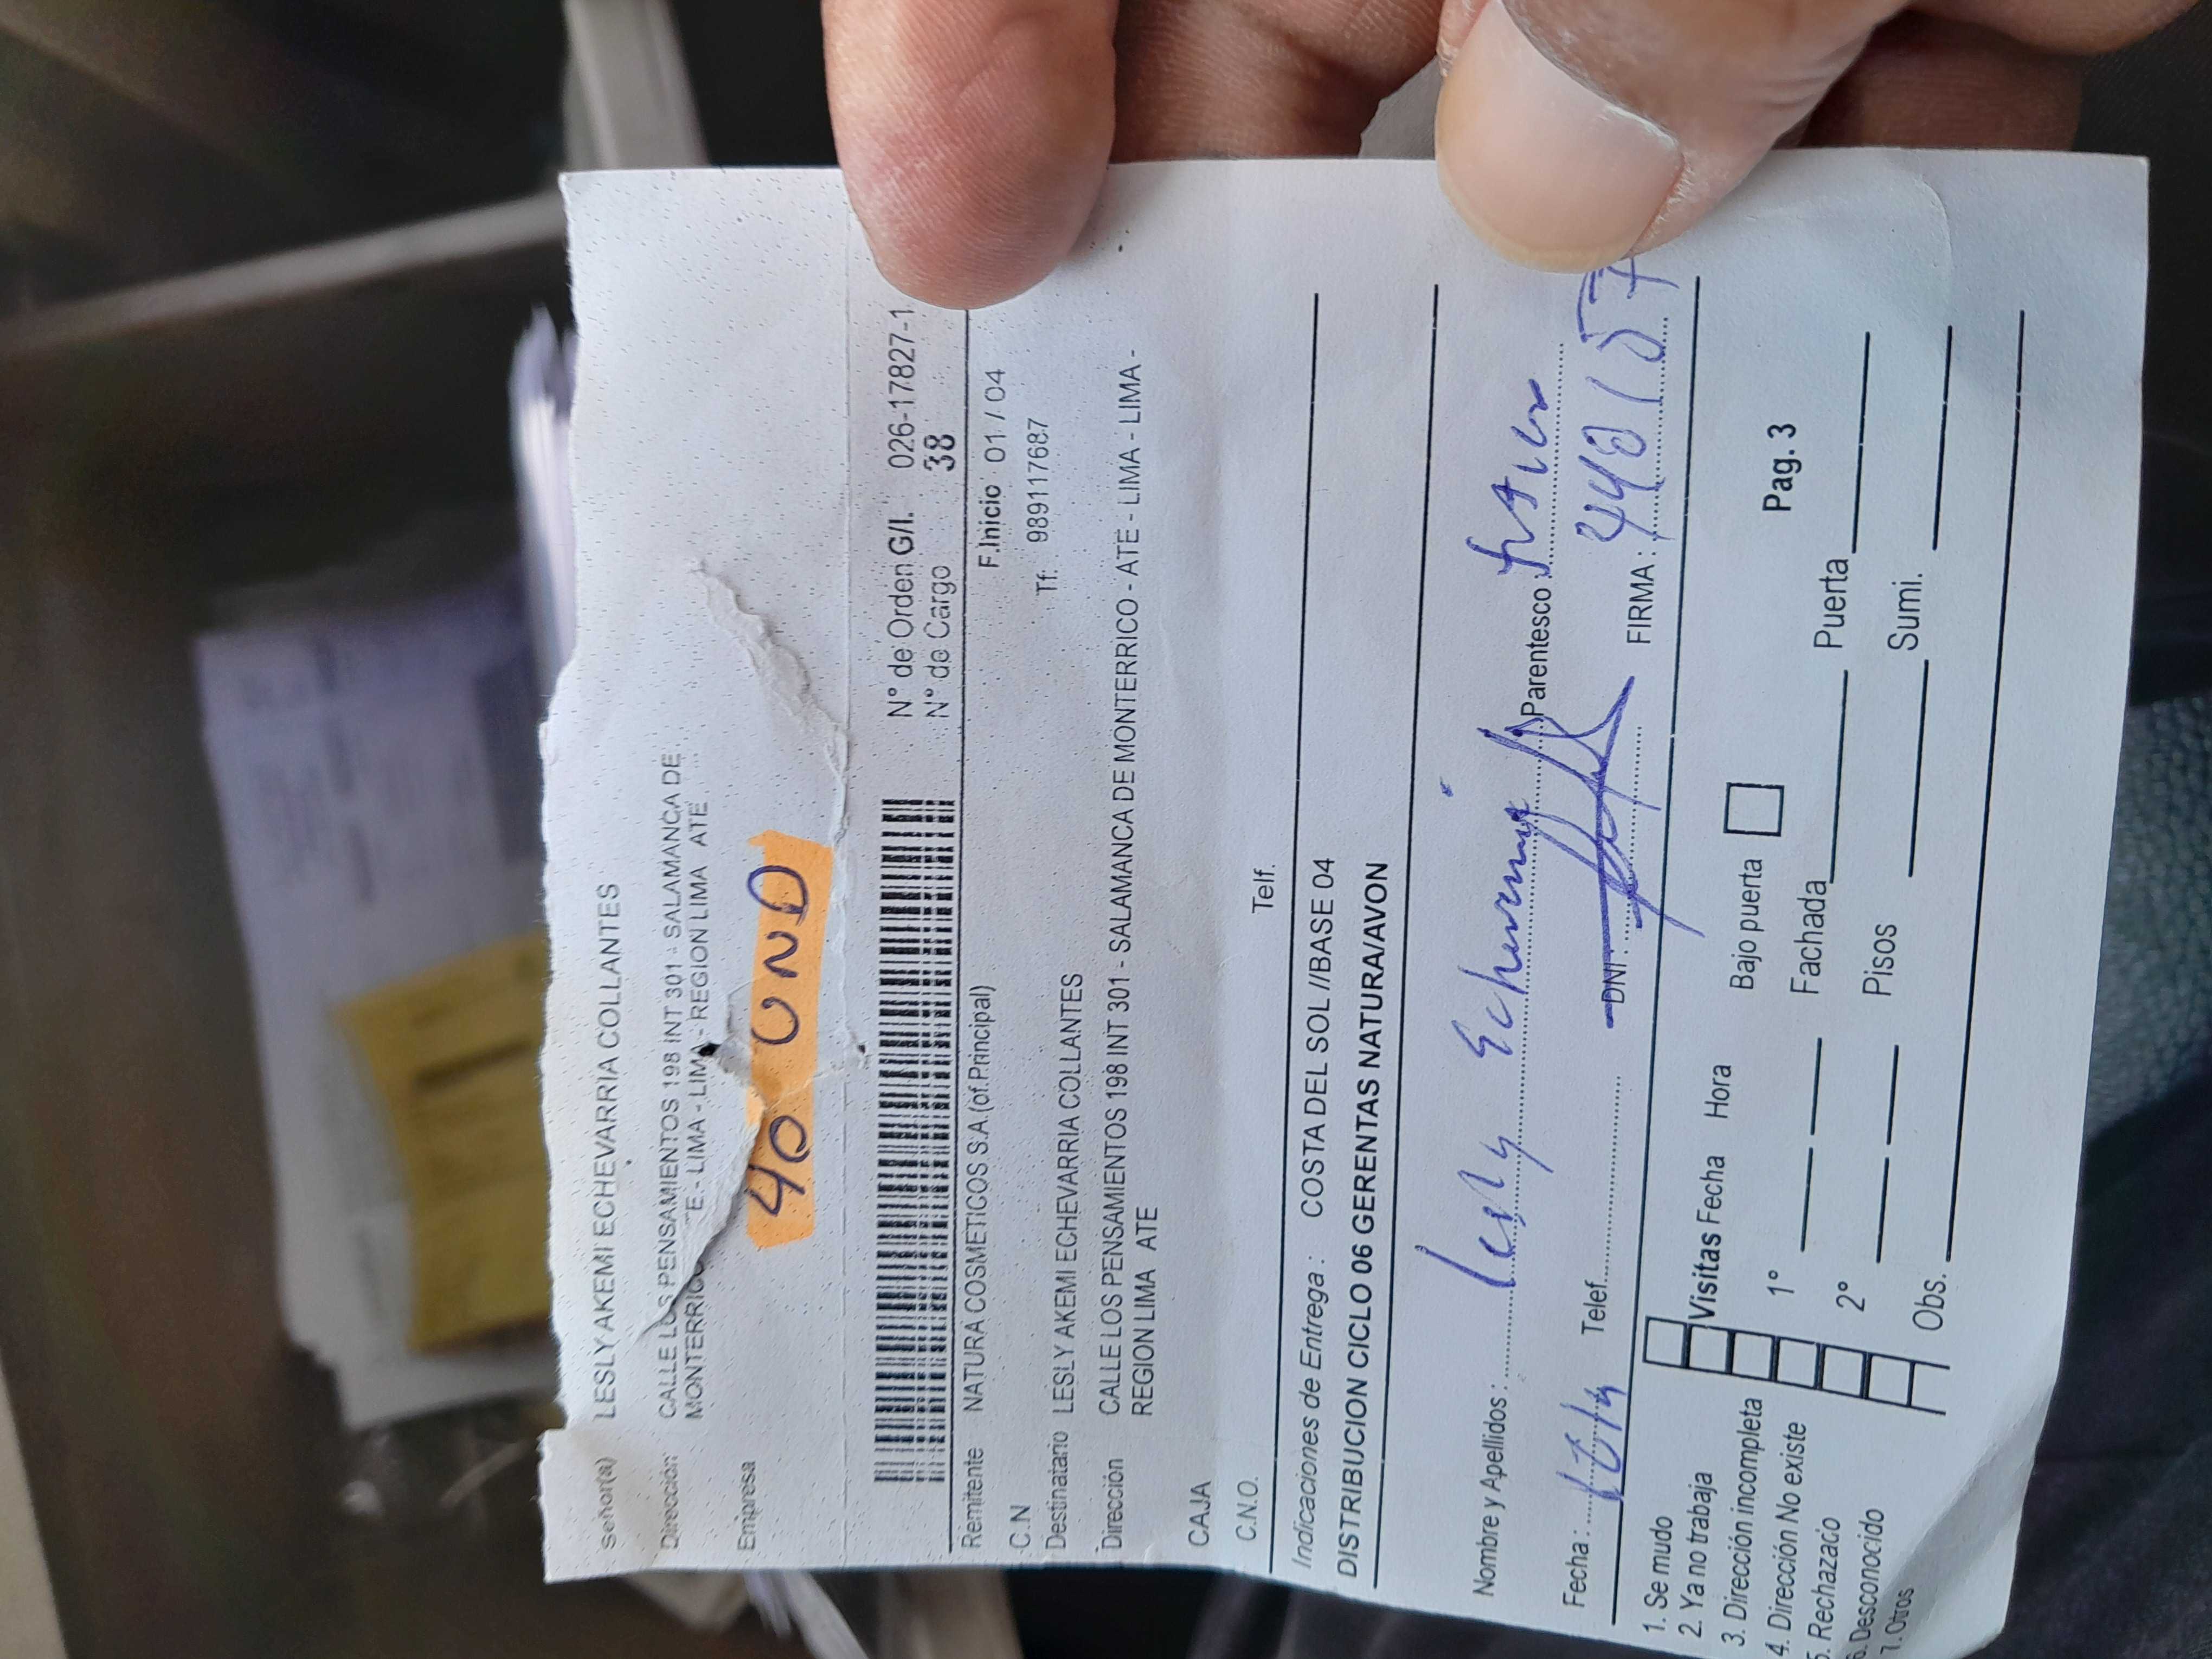 Señor(a) LESLY AKEMI ECHEVARRIA COLLANTES
Dirección CALLE LOS PENSAMIENTOS 198 INT 301 - SALAMANCA DE
MONTERRICO TE - LIMA - LIMA - REGION LIMA ATE
Empresa
40 UND
N° de Orden G/I. 026-17827-1
N° de Cargo 38
Remitente NATURA COSMETICOS S.A.(of.Principal)
F.Inicio 01 / 04
C.N
Tf: 989117687
Destinatario LESLY AKEMI ECHEVARRIA COLLANTES
Dirección CALLE LOS PENSAMIENTOS 198 INT 301 - SALAMANCA DE MONTERRICO - ATE - LIMA - LIMA -
REGION LIMA ATE
CAJA
C.N.O. Telf.
Indicaciones de Entrega : COSTA DEL SOL //BASE 04
DISTRIBUCION CICLO 06 GERENTAS NATURA/AVON
Nombre y Apellidos : Lesly Echevarria Parentesco :
Fecha : Telef. DNI : FIRMA :
1. Se mudo
2. Ya no trabaja
3. Dirección incompleta
4. Dirección No existe
5. Rechazado
6. Desconocido
7. Otros
Visitas Fecha Hora
Bajo puerta
1°
2°
Fachada Puerta
Pisos Sumi.
Obs.
Pag. 3